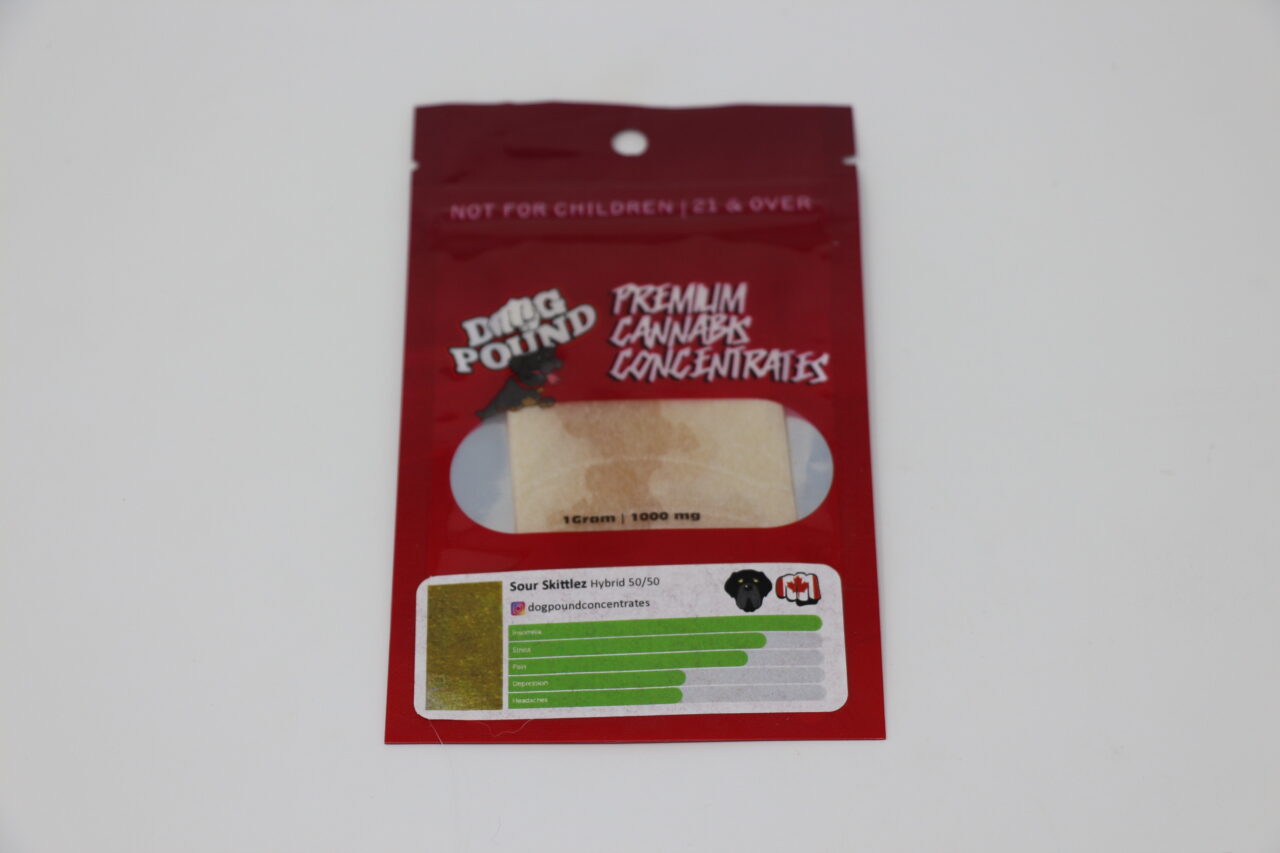 NOT FOR CHILDREN | 21 & OVER
DOG
POUND
PREMIUM
CANNABIS
CONCENTRATES
1Gram | 1000 mg
Sour Skittlez Hybrid 50/50
dogpoundconcentrates
Insomnia
Stress
Pain
Depression
Headaches